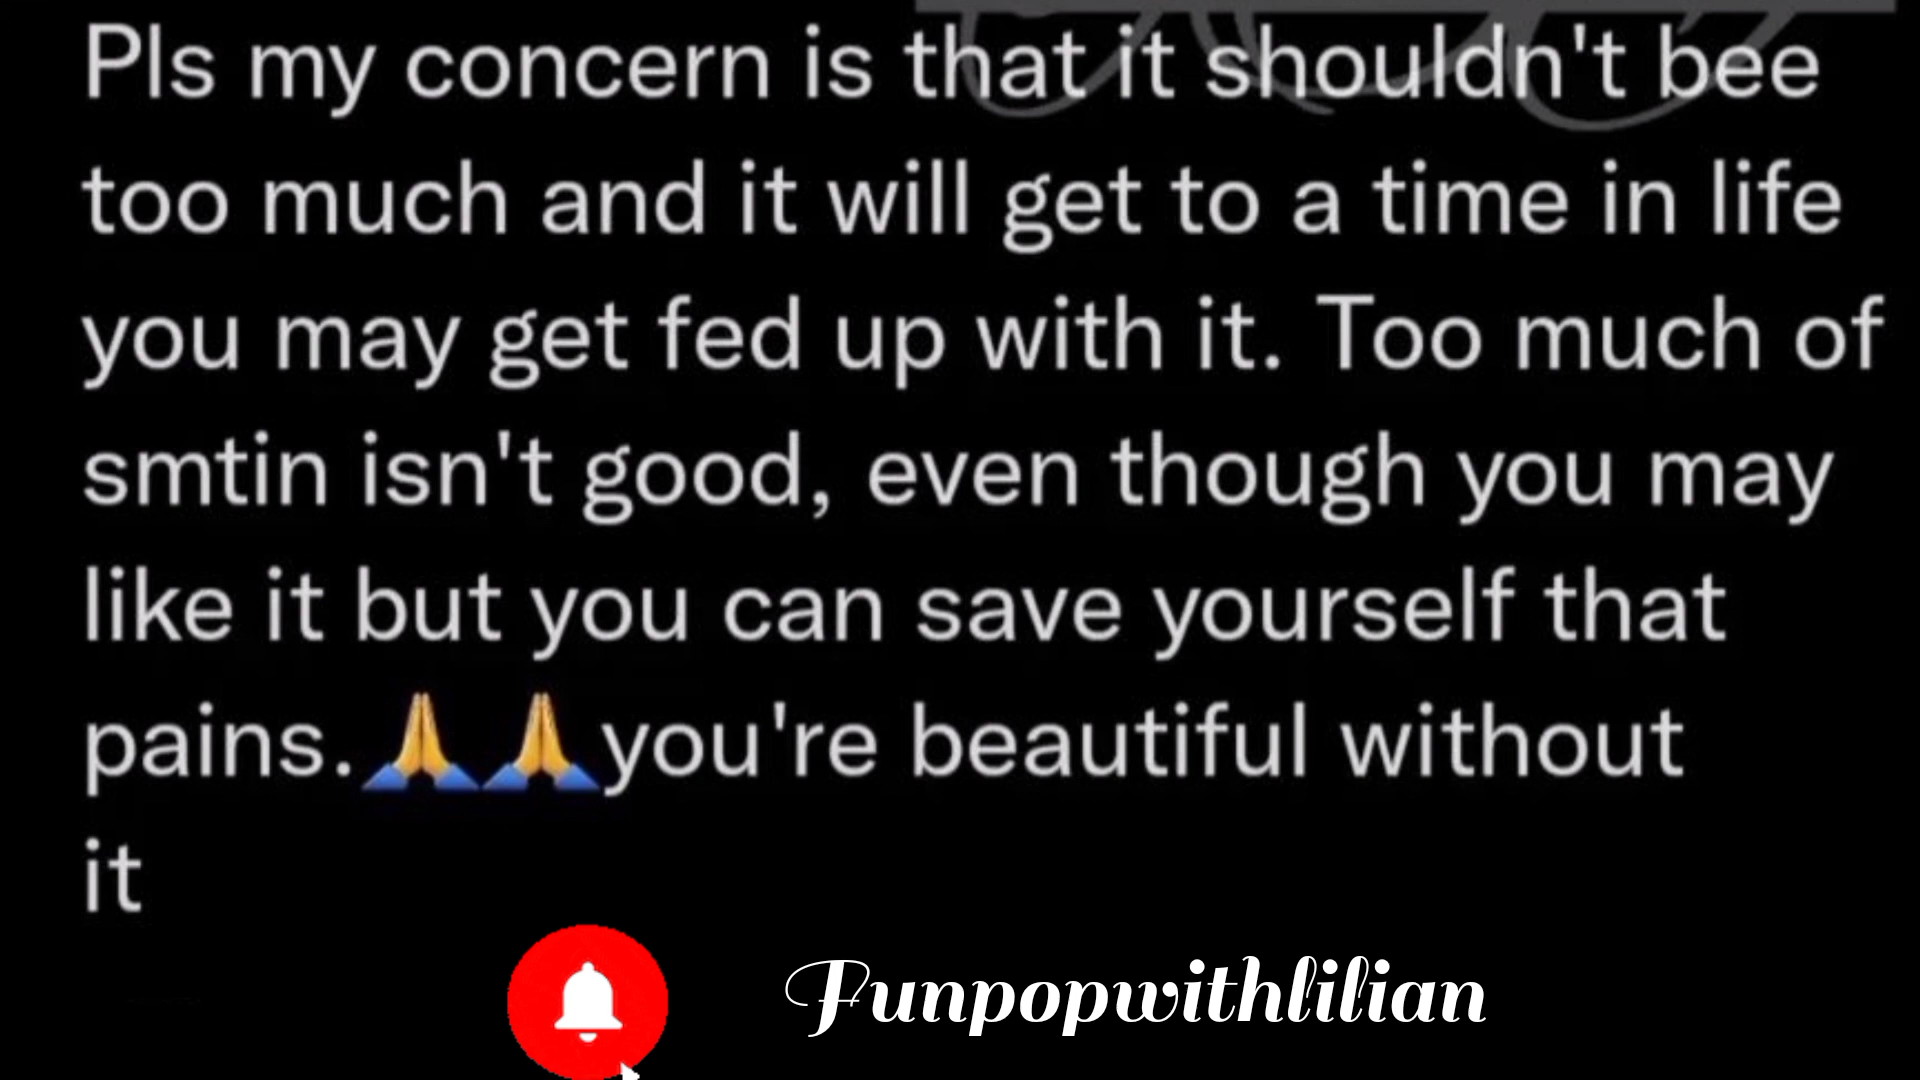 Pls my concern is that it shouldn't bee
too much and it will get to a time in life
you may get fed up with it. Too much of
smtin isn't good, even though you may
like it but you can save yourself that
pains.🙏🙏you're beautiful without
it
Funpopwithlilian